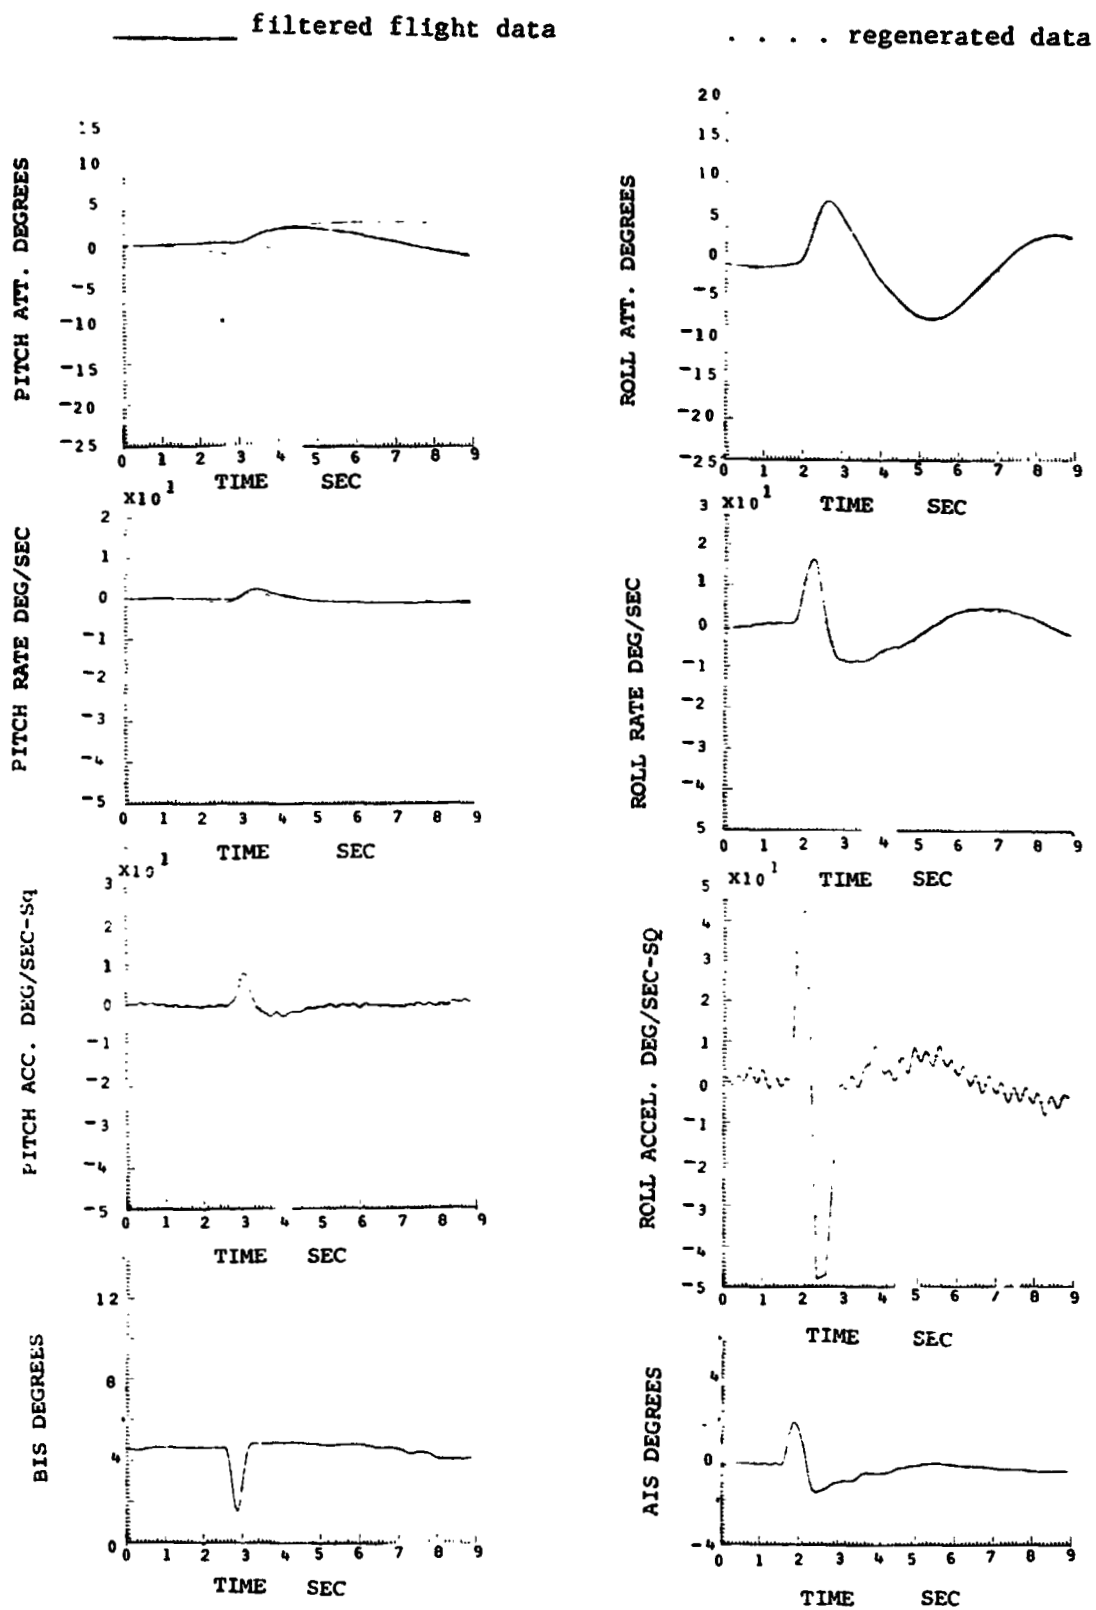 filtered flight data
. . . . regenerated data
PITCH ATT. DEGREES
15
10
5
0
-5
-10
-15
-20
-25
0 1 2 3 4 5 6 7 8 9
TIME SEC
ROLL ATT. DEGREES
20
15
10
5
0
-5
-10
-15
-20
-25
0 1 2 3 4 5 6 7 8 9
TIME SEC
PITCH RATE DEG/SEC
X10 1
2
1
0
-1
-2
-3
-4
-5
0 1 2 3 4 5 6 7 8 9
TIME SEC
ROLL RATE DEG/SEC
X10 1
3
2
1
0
-1
-2
-3
-4
5
0 1 2 3 4 5 6 7 8 9
TIME SEC
PITCH ACC. DEG/SEC-Sq
X10 1
3
2
1
0
-1
-2
-3
-4
-5
0 1 2 3 4 5 6 7 8 9
TIME SEC
ROLL ACCEL. DEG/SEC-SQ
X10 1
5
4
3
2
1
0
-1
-2
-3
-4
-5
0 1 2 3 4 5 6 7 8 9
TIME SEC
BIS DEGREES
12
8
4
0
0 1 2 3 4 5 6 7 8 9
TIME SEC
AIS DEGREES
4
0
-4
0 1 2 3 4 5 6 7 8 9
TIME SEC